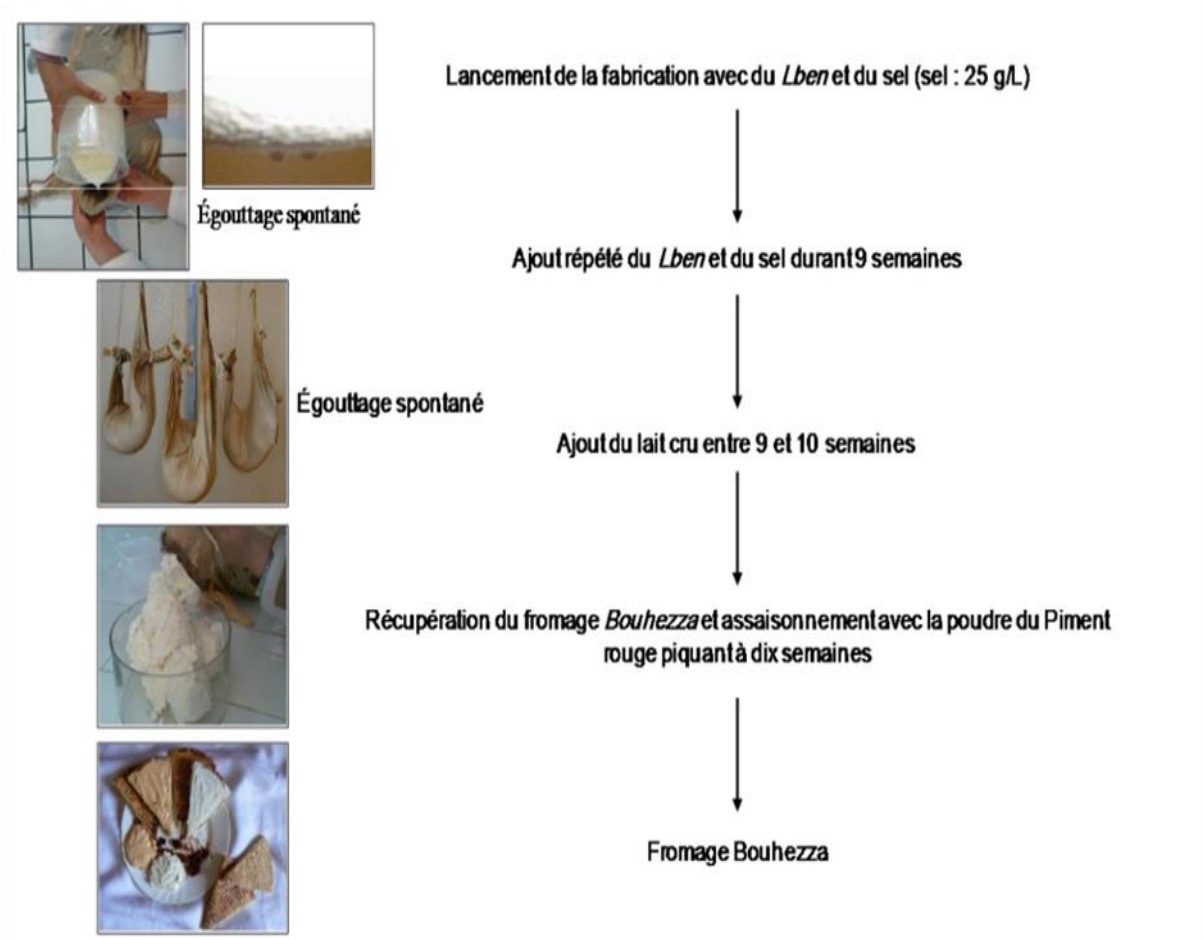 Lancement de la fabrication avec du Lben et du sel (sel : 25 g/L)
Égouttage spontané
Ajout répété du Lben et du sel durant 9 semaines
Égouttage spontané
Ajout du lait cru entre 9 et 10 semaines
Récupération du fromage Bouhezza et assaisonnement avec la poudre du Piment
rouge piquant à dix semaines
Fromage Bouhezza